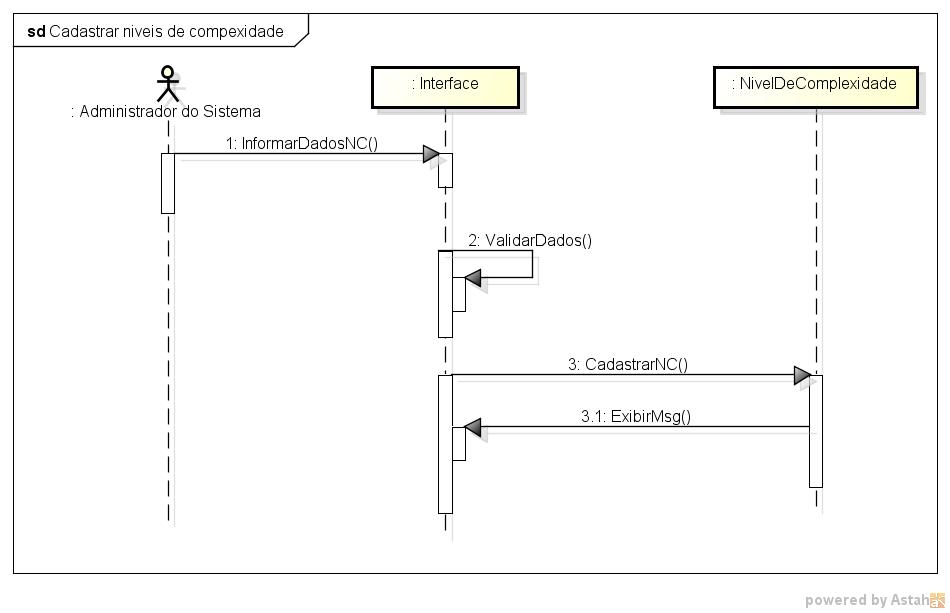 sd Cadastrar niveis de compexidade
: Administrador do Sistema
: Interface
: NivelDeComplexidade
1: InformarDadosNC()
2: ValidarDados()
3: CadastrarNC()
3.1: ExibirMsg()
powered by Astah